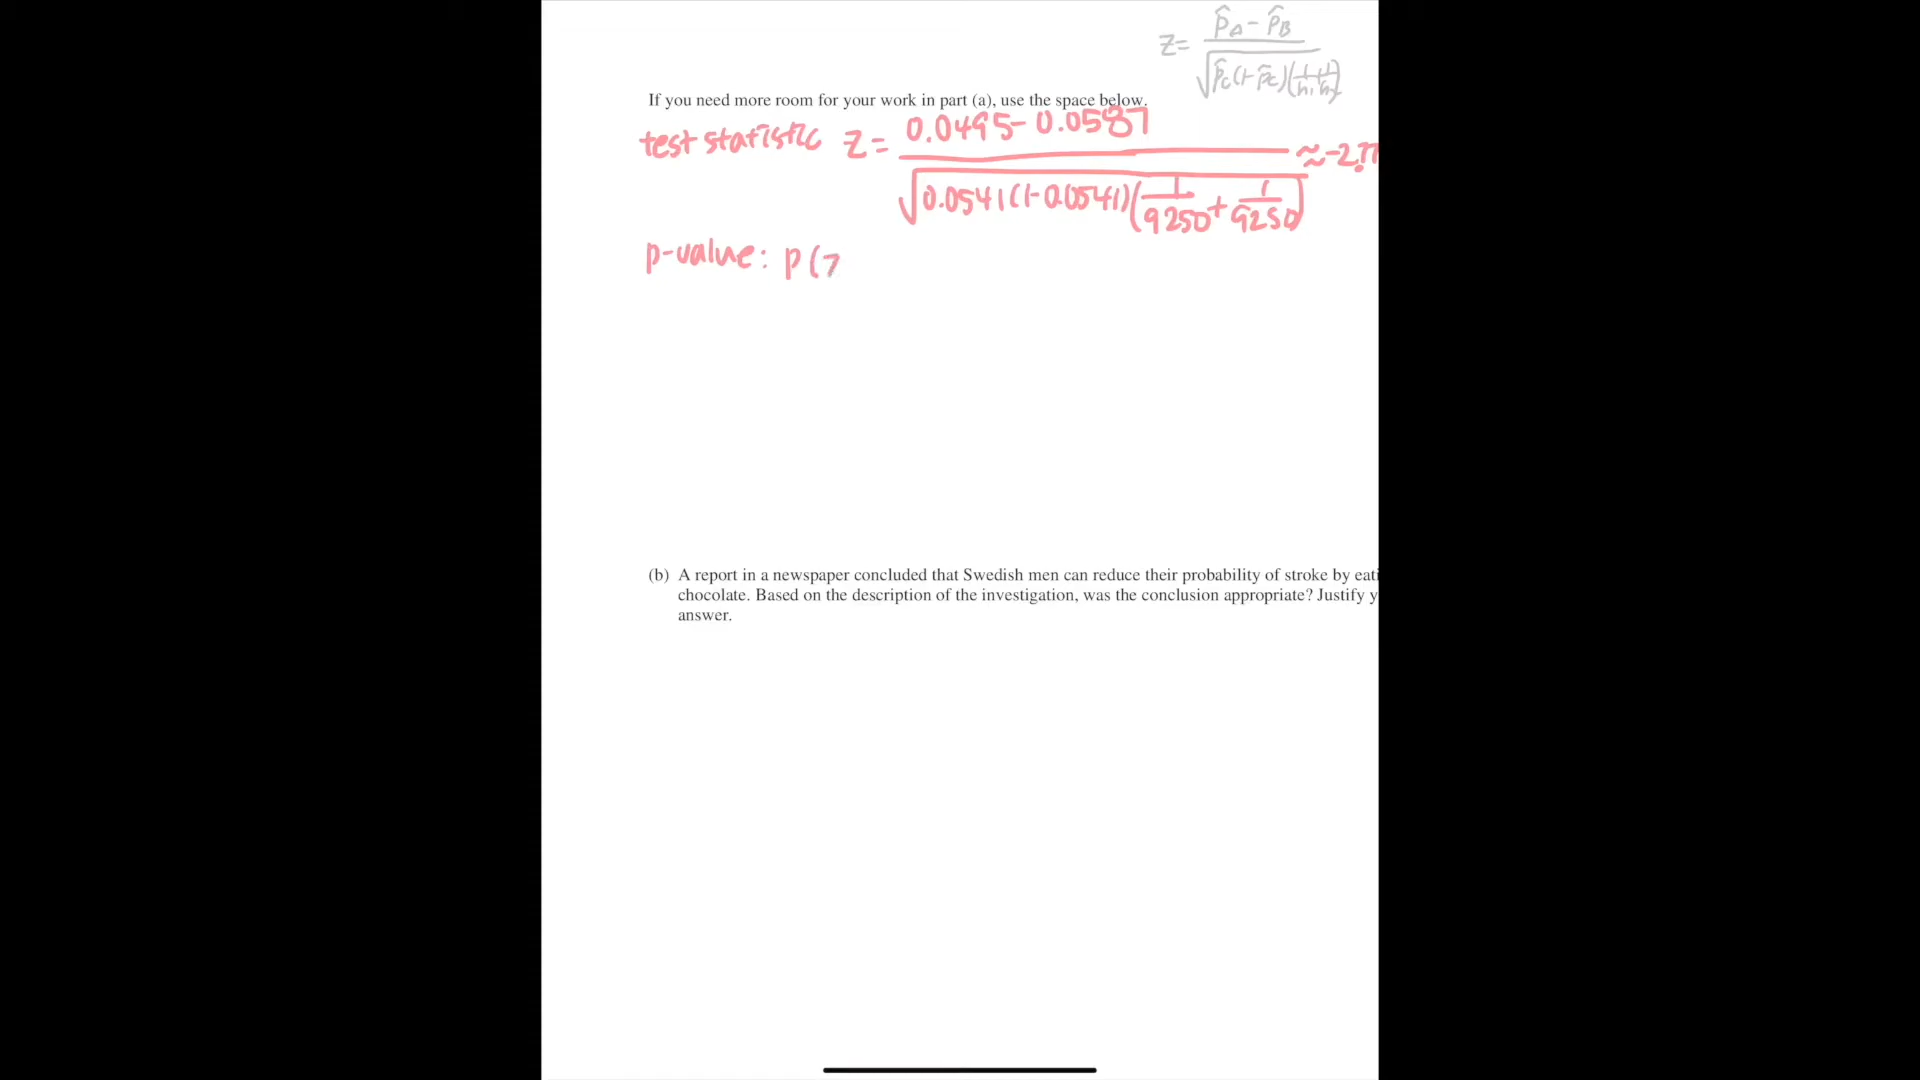 z = p̂A - p̂B / √p̂c(1-p̂c)(1/n1+1/n2)
If you need more room for your work in part (a), use the space below.
test statistic z = 0.0495 - 0.0587 / √0.0541(1-0.0541)(1/9250 + 1/9250) ≈ -2.77
p-value: p(z
(b) A report in a newspaper concluded that Swedish men can reduce their probability of stroke by eati
chocolate. Based on the description of the investigation, was the conclusion appropriate? Justify y
answer.